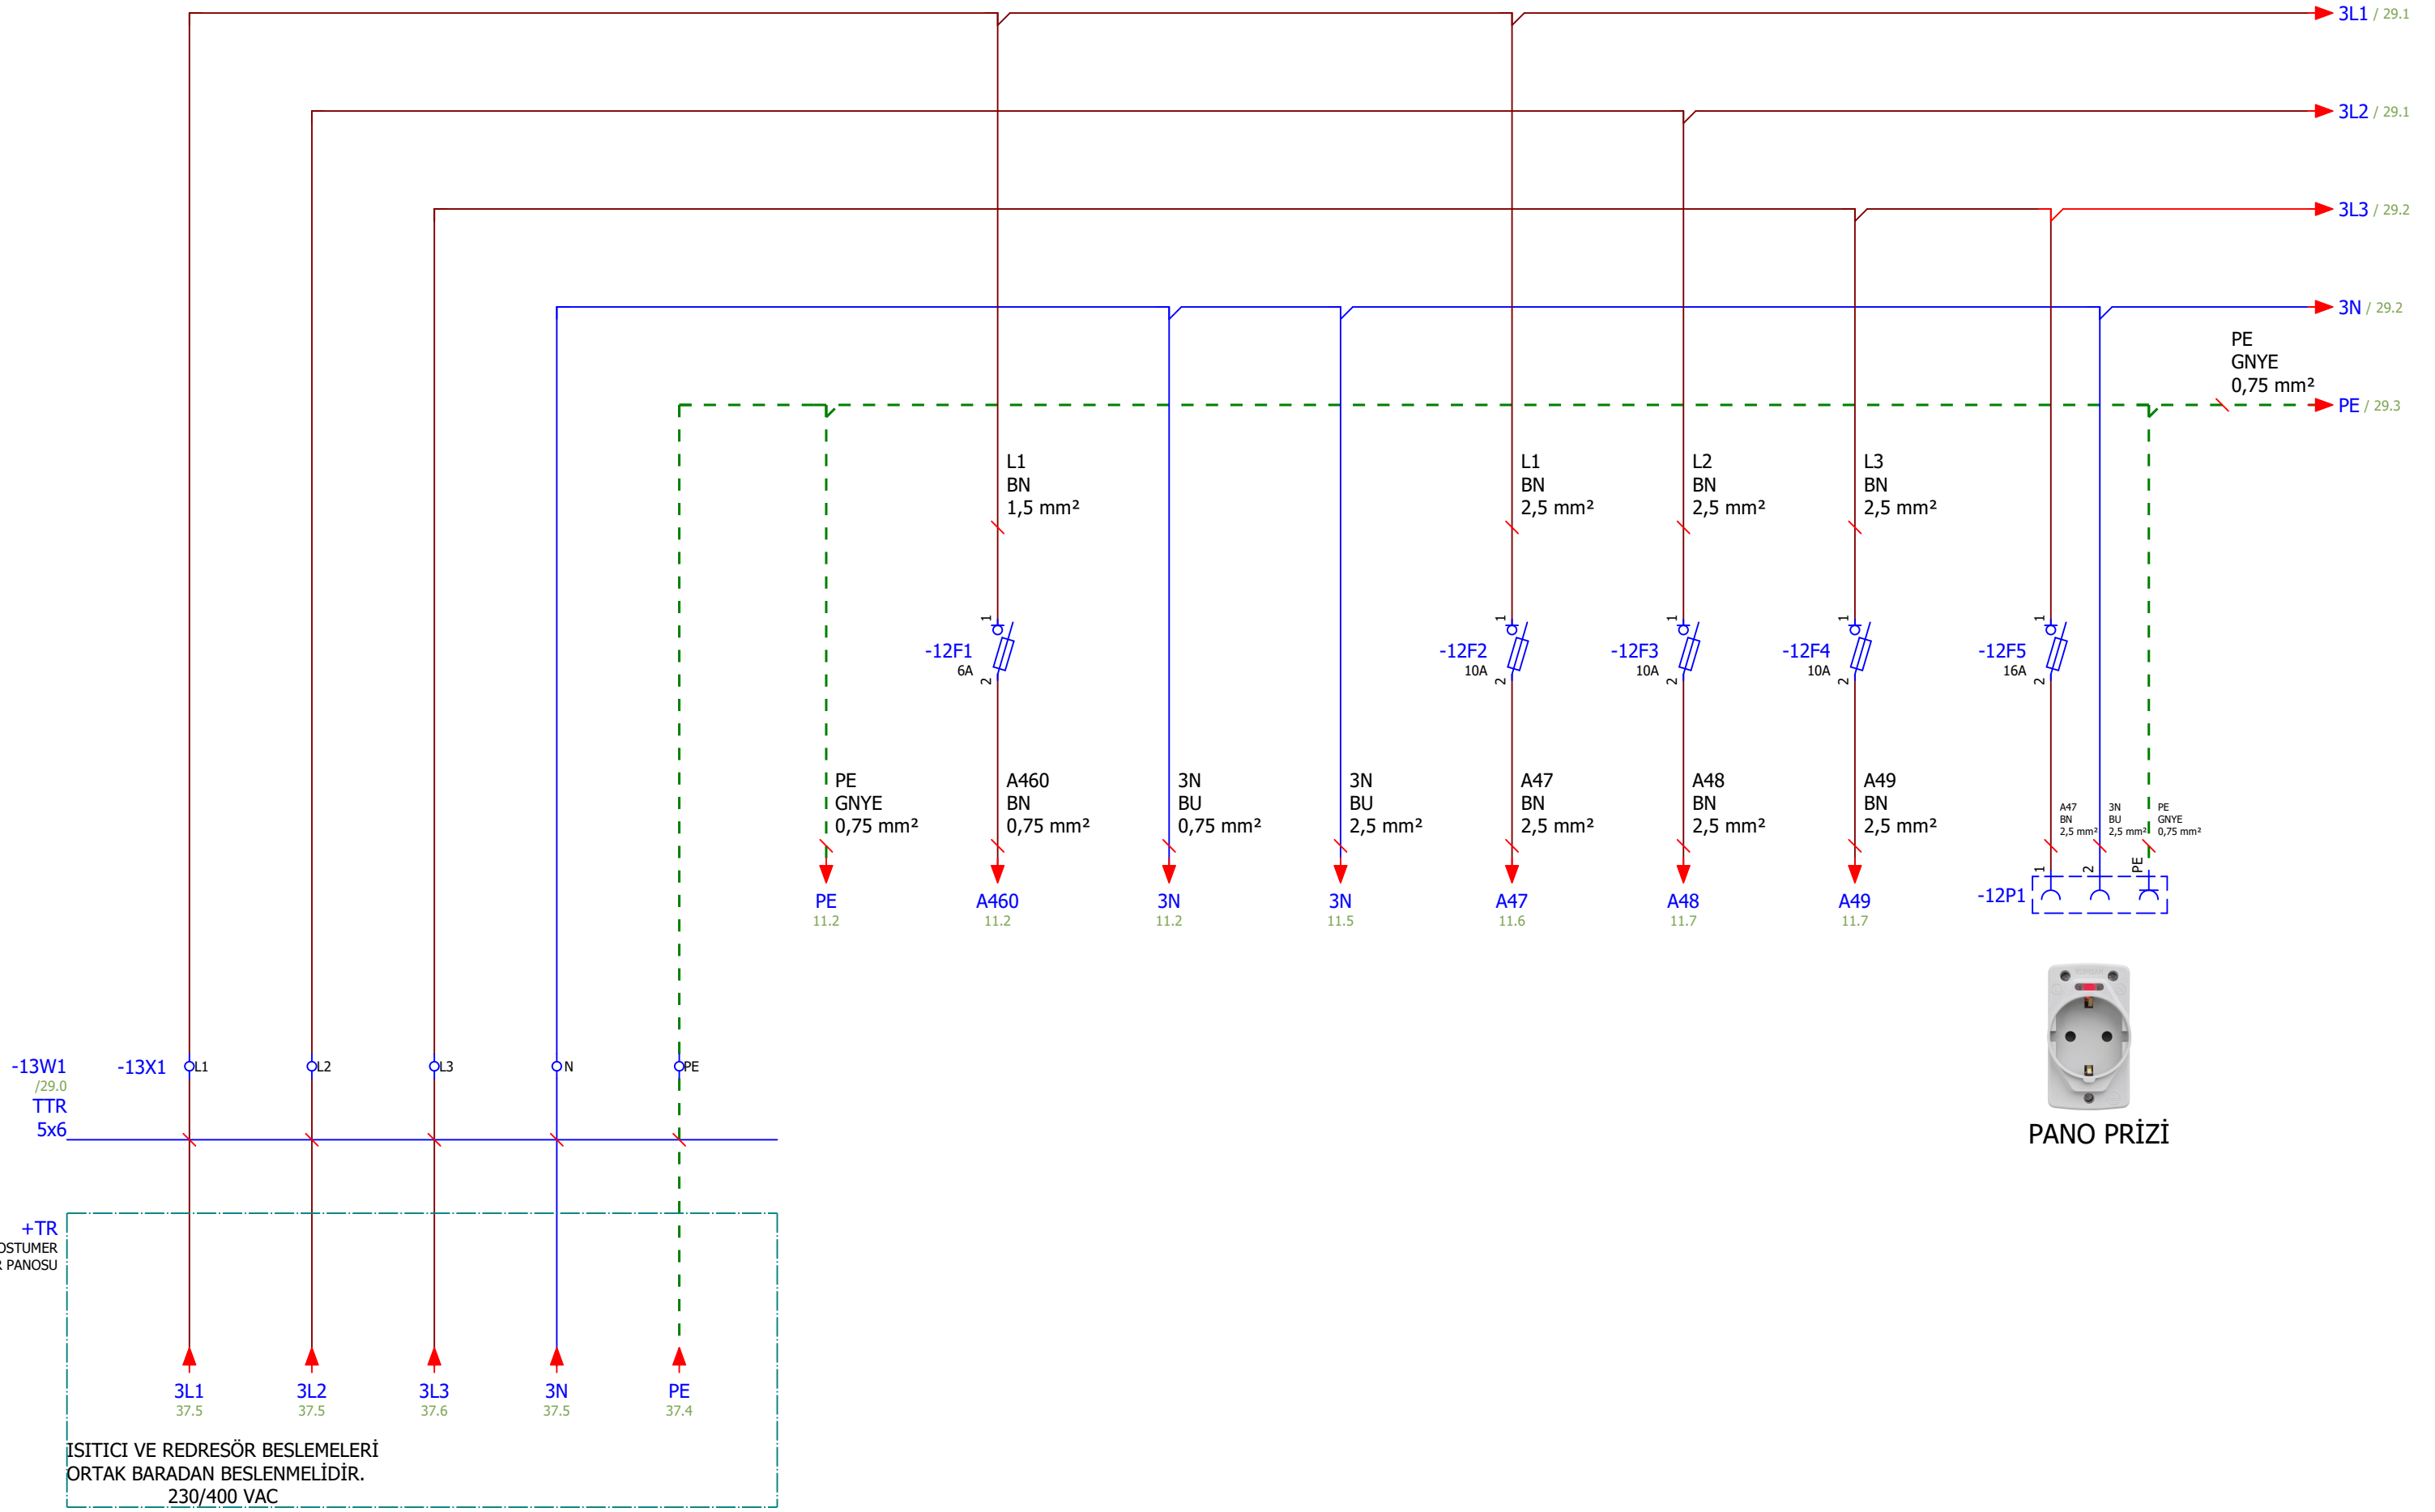 3L1 / 29.1
3L2 / 29.1
3L3 / 29.2
3N / 29.2
PE
GNYE
0,75 mm²
PE / 29.3
L1
BN
1,5 mm²
L1
BN
2,5 mm²
L2
BN
2,5 mm²
L3
BN
2,5 mm²
1
-12F1
6A
2
1
-12F2
10A
2
1
-12F3
10A
2
1
-12F4
10A
2
1
-12F5
16A
2
PE
GNYE
0,75 mm²
A460
BN
0,75 mm²
3N
BU
0,75 mm²
3N
BU
2,5 mm²
A47
BN
2,5 mm²
A48
BN
2,5 mm²
A49
BN
2,5 mm²
A47
BN
2,5 mm²
3N
BU
2,5 mm²
PE
GNYE
0,75 mm²
1
2
PE
-12P1
PE
11.2
A460
11.2
3N
11.2
3N
11.5
A47
11.6
A48
11.7
A49
11.7
PANO PRİZİ
-13W1
/29.0
TTR
5x6
-13X1
L1
L2
L3
N
PE
+TR
OSTUMER
R PANOSU
3L1
37.5
3L2
37.5
3L3
37.6
3N
37.5
PE
37.4
ISITICI VE REDRESÖR BESLEMELERİ
ORTAK BARADAN BESLENMELİDİR.
230/400 VAC